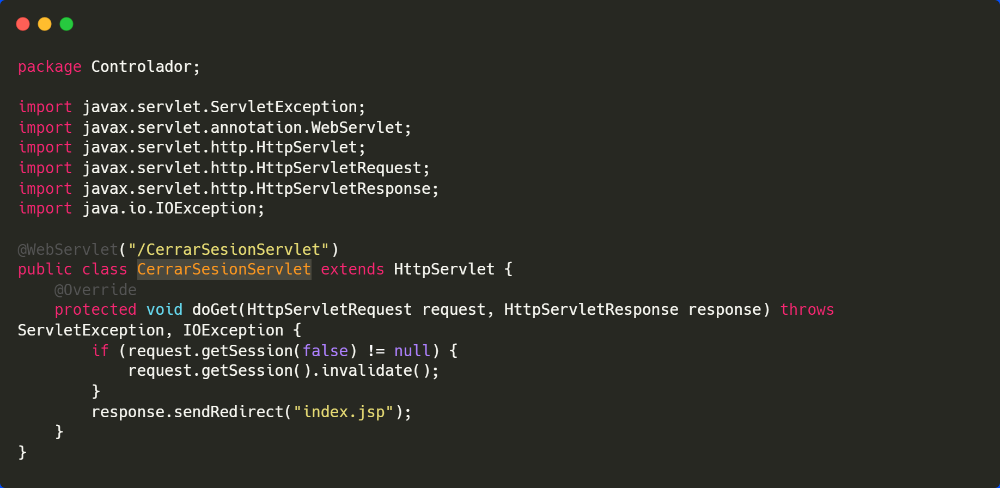 package Controlador;

import javax.servlet.ServletException;
import javax.servlet.annotation.WebServlet;
import javax.servlet.http.HttpServlet;
import javax.servlet.http.HttpServletRequest;
import javax.servlet.http.HttpServletResponse;
import java.io.IOException;

@WebServlet("/CerrarSesionServlet")
public class CerrarSesionServlet extends HttpServlet {
    @Override
    protected void doGet(HttpServletRequest request, HttpServletResponse response) throws
ServletException, IOException {
        if (request.getSession(false) != null) {
            request.getSession().invalidate();
        }
        response.sendRedirect("index.jsp");
    }
}